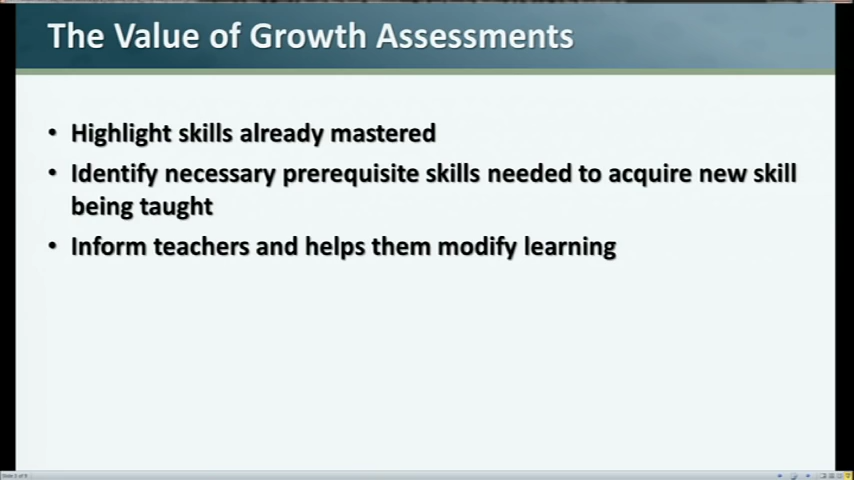 The Value of Growth Assessments
• Highlight skills already mastered
• Identify necessary prerequisite skills needed to acquire new skill
being taught
• Inform teachers and helps them modify learning